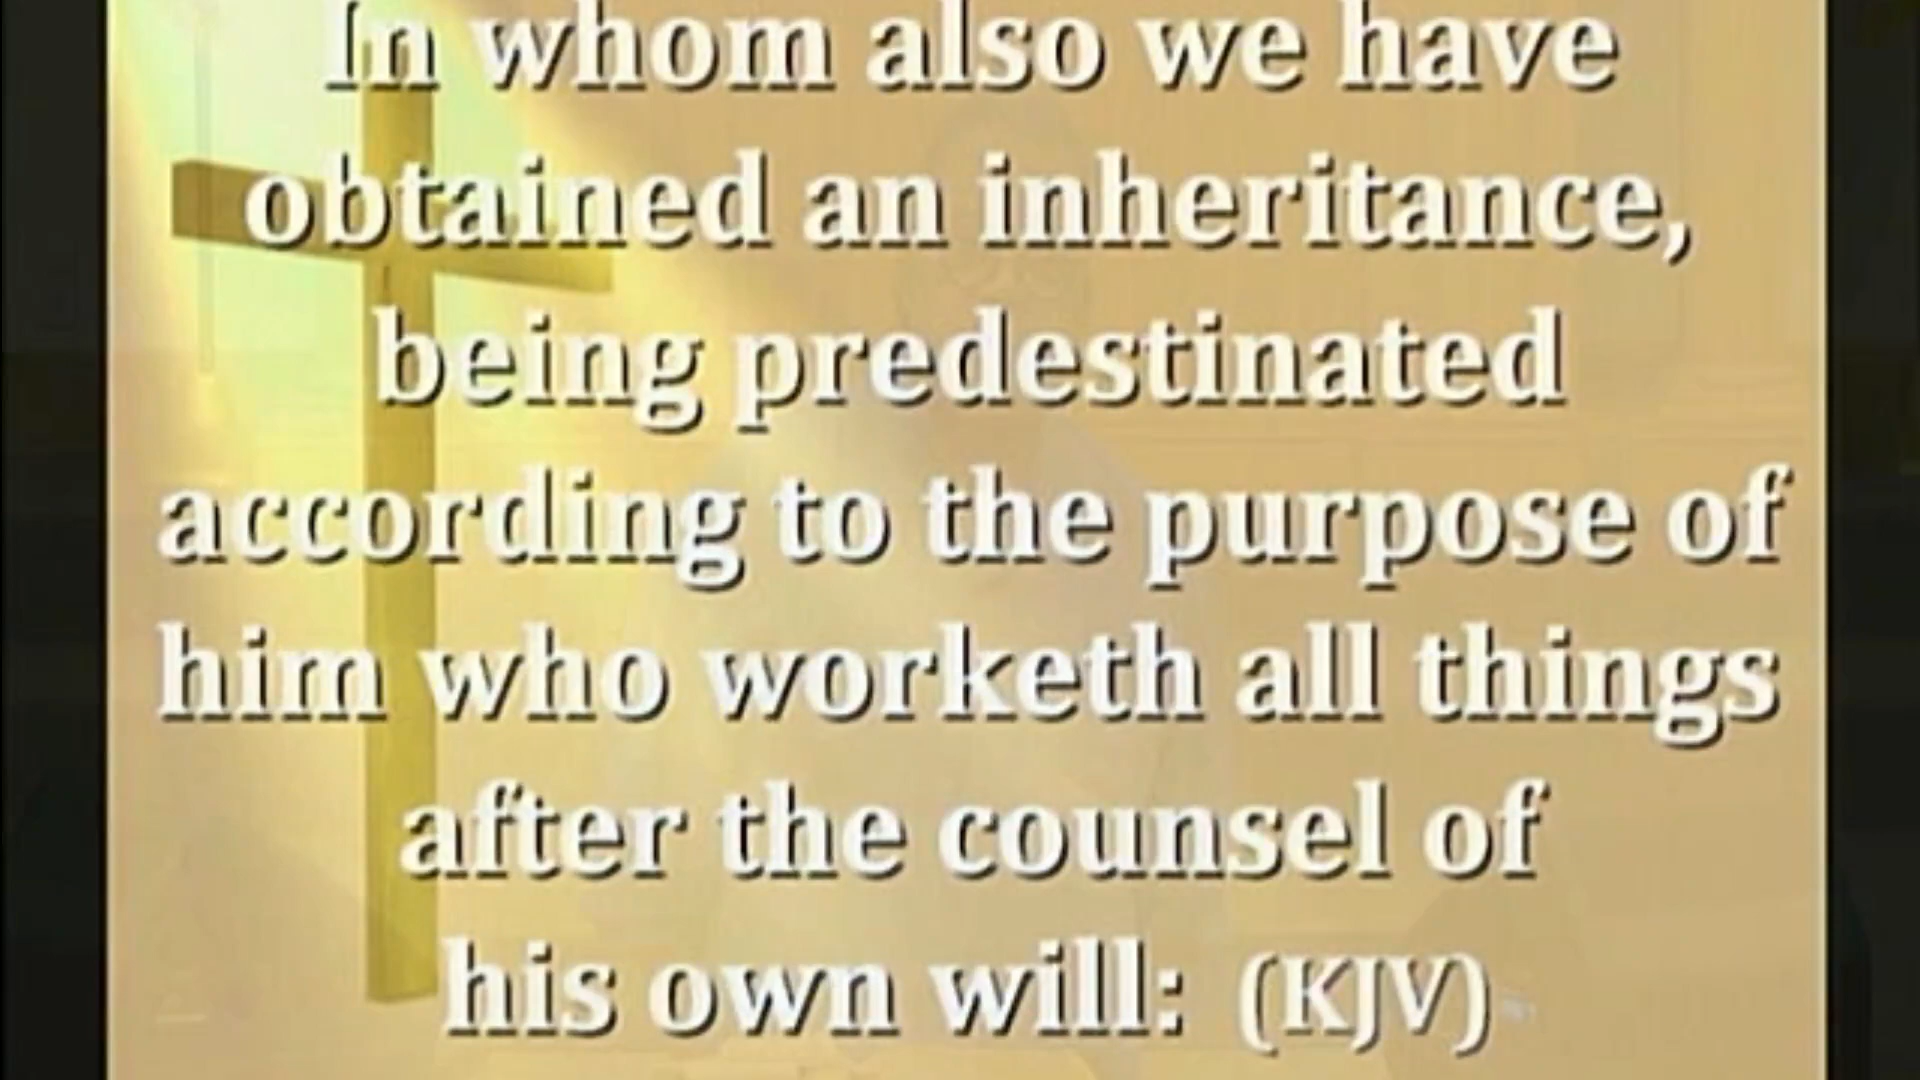 In whom also we have
obtained an inheritance,
being predestinated
according to the purpose of
him who worketh all things
after the counsel of
his own will: (KJV)